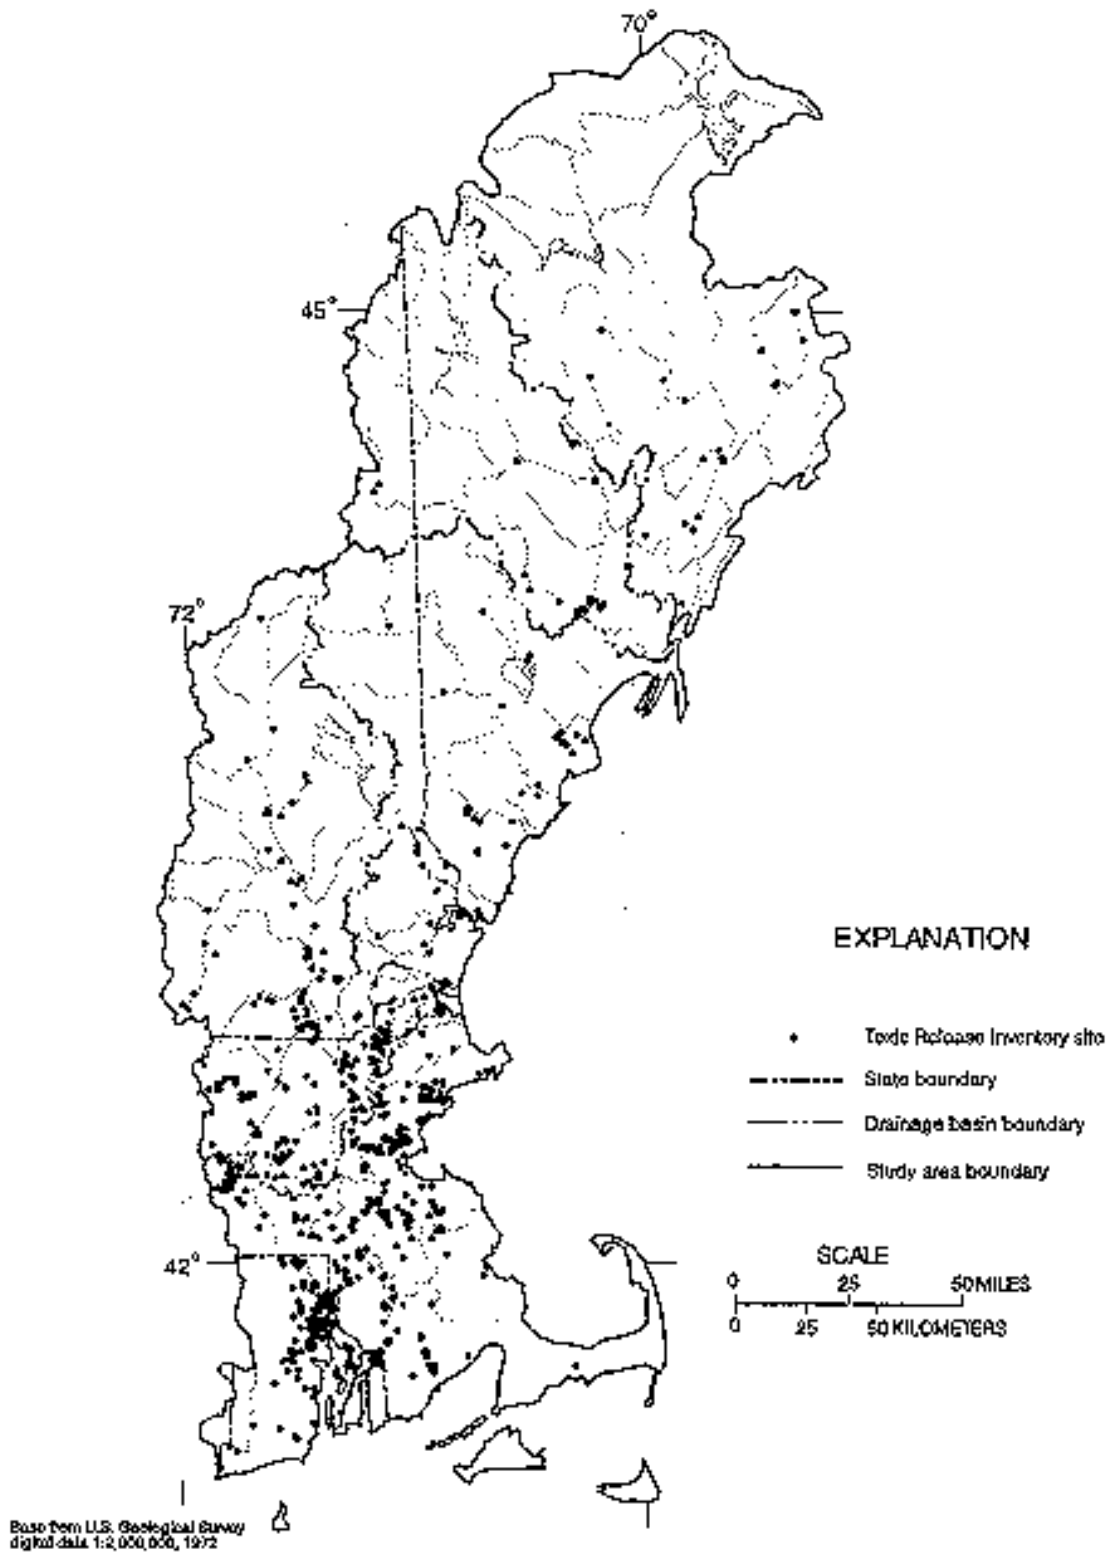 70°
45°
72°
EXPLANATION
Toxic Release Inventory site
State boundary
Drainage basin boundary
Study area boundary
42°
SCALE
0 25 50 MILES
0 25 50 KILOMETERS
70°
Base from U.S. Geological Survey
digital data 1:2,000,000, 1972